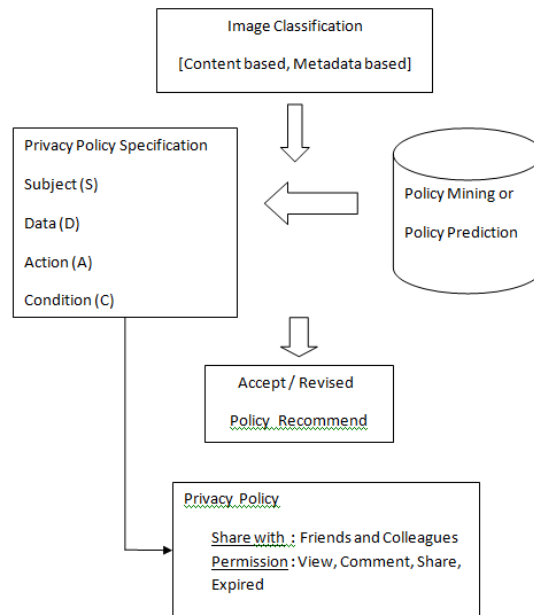 Image Classification
[Content based, Metadata based]
Privacy Policy Specification
Subject (S)
Data (D)
Action (A)
Condition (C)
Policy Mining or
Policy Prediction
Accept / Revised
Policy Recommend
Privacy Policy
Share with : Friends and Colleagues
Permission : View, Comment, Share,
Expired